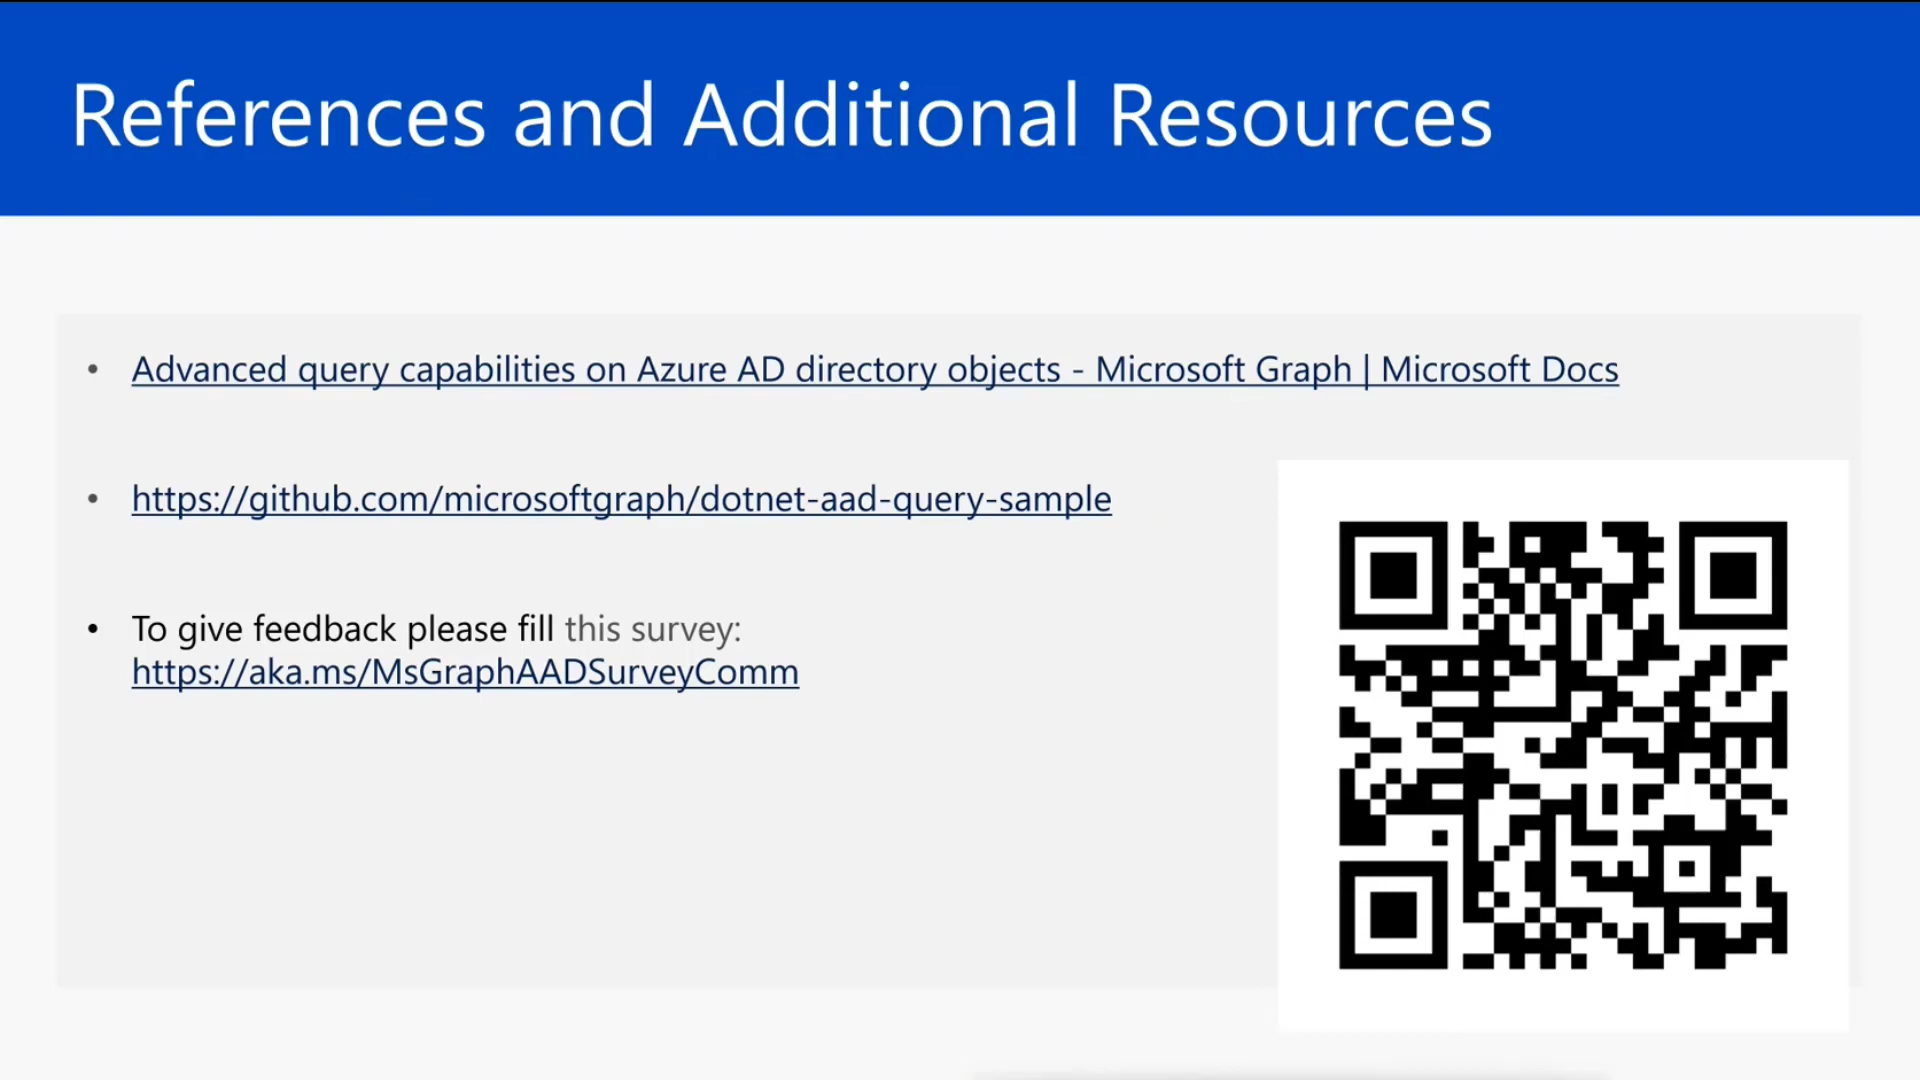 References and Additional Resources
• Advanced query capabilities on Azure AD directory objects - Microsoft Graph | Microsoft Docs
• https://github.com/microsoftgraph/dotnet-aad-query-sample
• To give feedback please fill this survey:
https://aka.ms/MsGraphAADSurveyComm